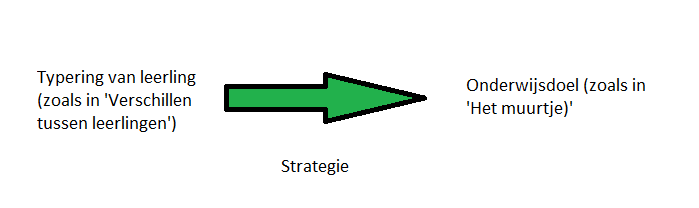 Typering van leerling
(zoals in 'Verschillen
tussen leerlingen')
Onderwijsdoel (zoals in
'Het muurtje)'
Strategie